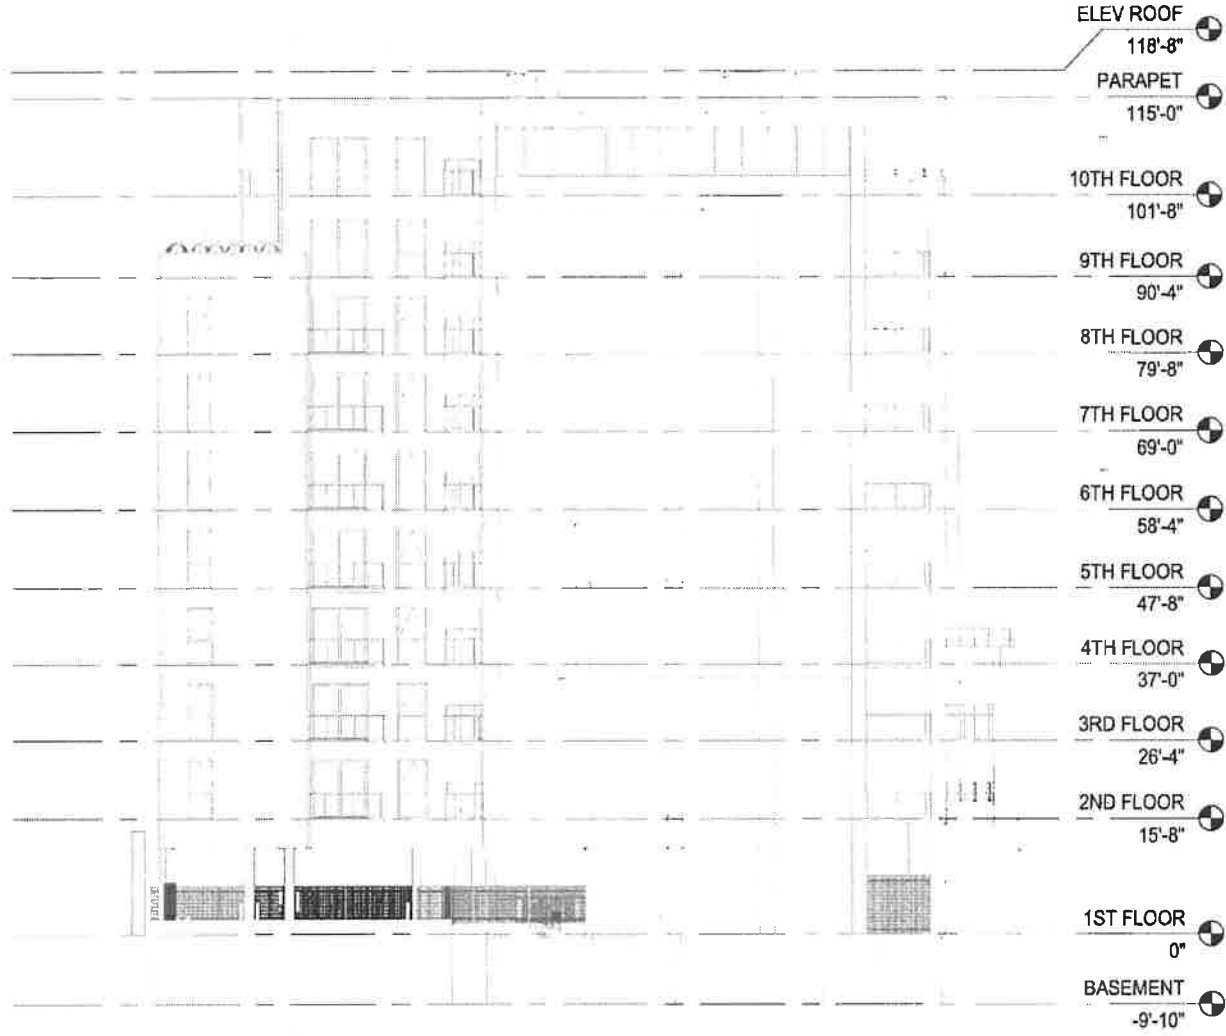 ELEV ROOF
118'-8"
PARAPET
115'-0"
10TH FLOOR
101'-8"
9TH FLOOR
90'-4"
8TH FLOOR
79'-8"
7TH FLOOR
69'-0"
6TH FLOOR
58'-4"
5TH FLOOR
47'-8"
4TH FLOOR
37'-0"
3RD FLOOR
26'-4"
2ND FLOOR
15'-8"
1ST FLOOR
0"
BASEMENT
-9'-10"